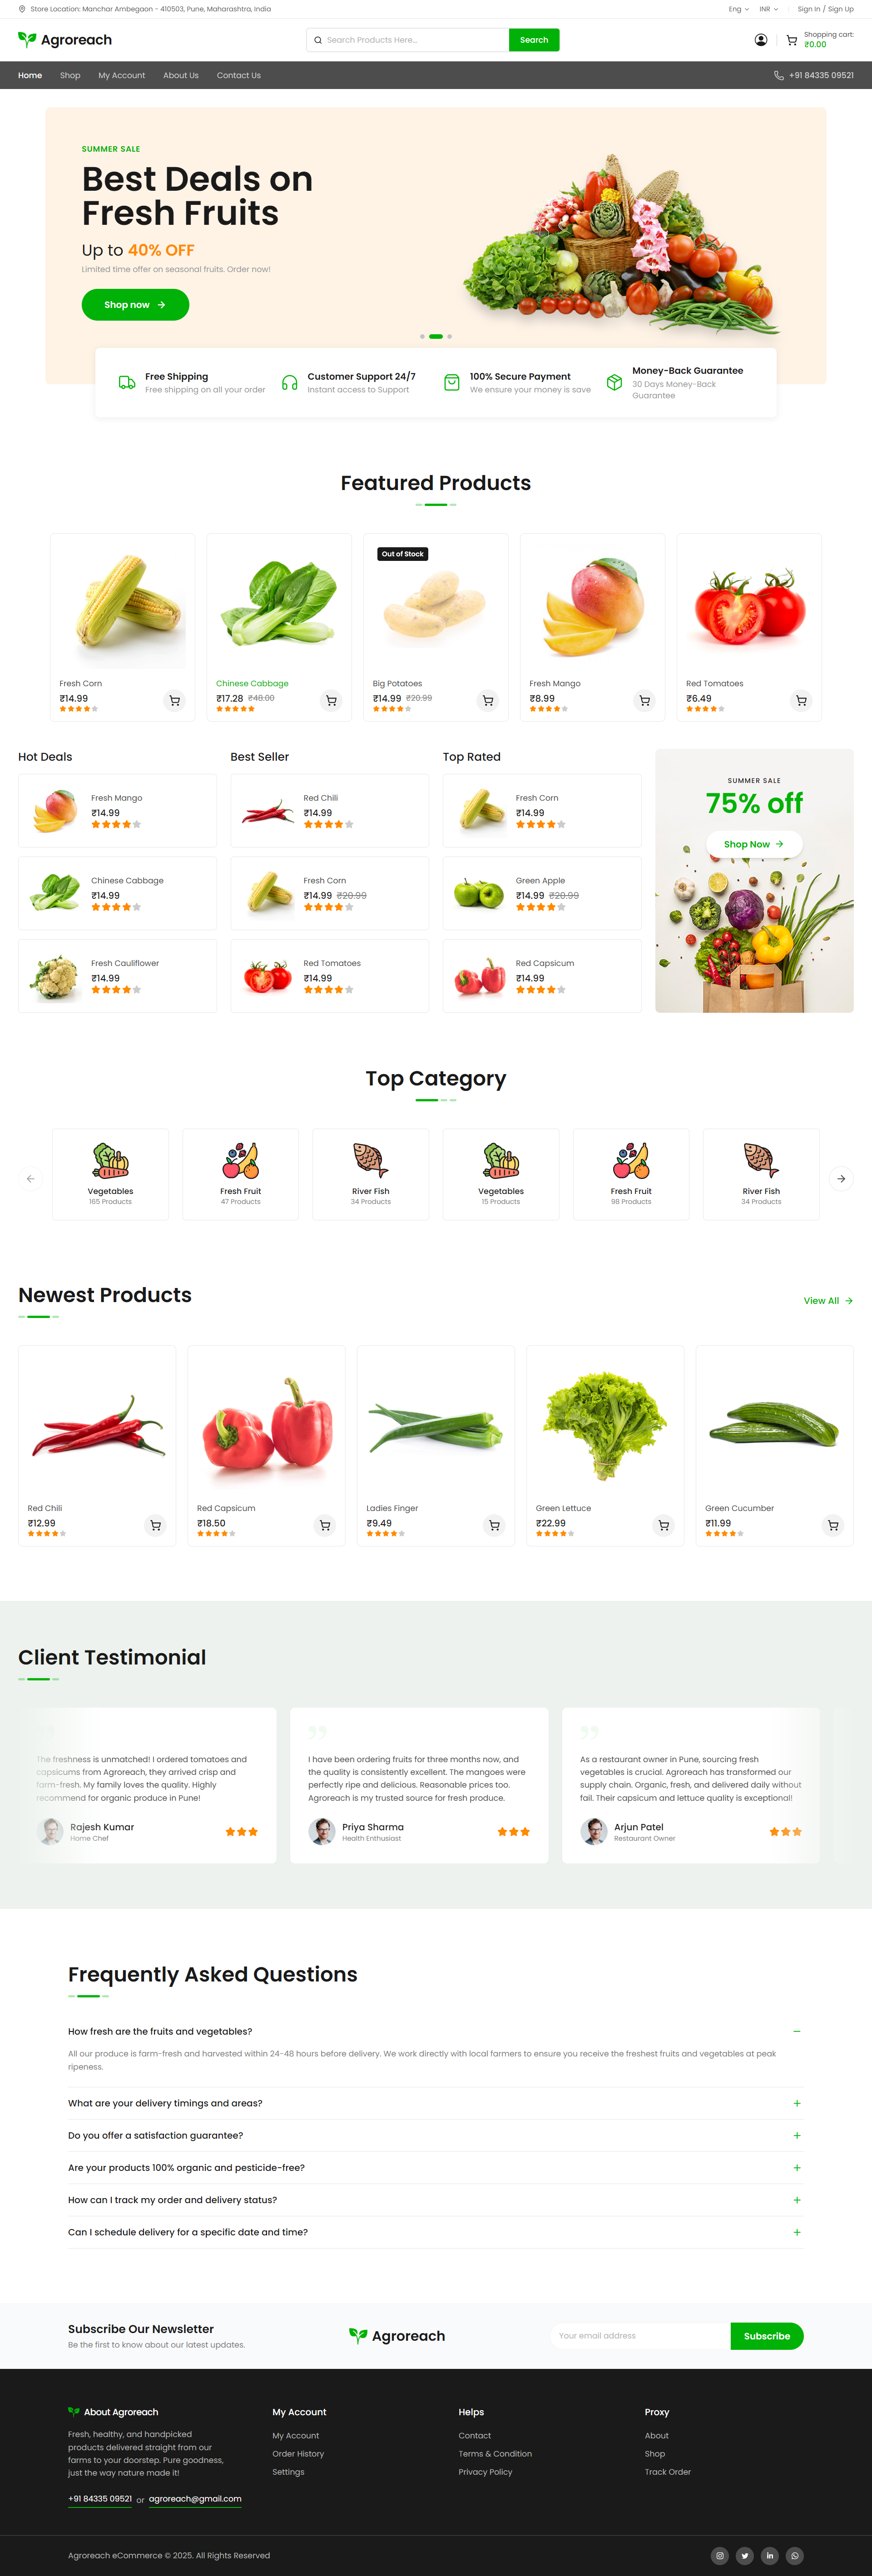 Store Location: Manchar Ambegaon - 410503, Pune, Maharashtra, India
Eng
INR
Sign In / Sign Up
Agroreach
Search Products Here...
Search
Shopping cart:
₹0.00
Home
Shop
My Account
About Us
Contact Us
+91 84335 09521
SUMMER SALE
Best Deals on
Fresh Fruits
Up to 40% OFF
Limited time offer on seasonal fruits. Order now!
Shop now
Free Shipping
Free shipping on all your order
Customer Support 24/7
Instant access to Support
100% Secure Payment
We ensure your money is save
Money-Back Guarantee
30 Days Money-Back
Guarantee
Featured Products
Fresh Corn
₹14.99
Chinese Cabbage
₹17.28 ₹48.00
Out of Stock
Big Potatoes
₹14.99 ₹20.99
Fresh Mango
₹8.99
Red Tomatoes
₹6.49
Hot Deals
Fresh Mango
₹14.99
Chinese Cabbage
₹14.99
Fresh Cauliflower
₹14.99
Best Seller
Red Chili
₹14.99
Fresh Corn
₹14.99 ₹20.99
Red Tomatoes
₹14.99
Top Rated
Fresh Corn
₹14.99
Green Apple
₹14.99 ₹20.99
Red Capsicum
₹14.99
SUMMER SALE
75% off
Shop Now
Top Category
Vegetables
165 Products
Fresh Fruit
47 Products
River Fish
34 Products
Vegetables
15 Products
Fresh Fruit
98 Products
River Fish
34 Products
Newest Products
View All
Red Chili
₹12.99
Red Capsicum
₹18.50
Ladies Finger
₹9.49
Green Lettuce
₹22.99
Green Cucumber
₹11.99
Client Testimonial
The freshness is unmatched! I ordered tomatoes and
capsicums from Agroreach, they arrived crisp and
farm-fresh. My family loves the quality. Highly
recommend for organic produce in Pune!
Rajesh Kumar
Home Chef
I have been ordering fruits for three months now, and
the quality is consistently excellent. The mangoes were
perfectly ripe and delicious. Reasonable prices too.
Agroreach is my trusted source for fresh produce.
Priya Sharma
Health Enthusiast
As a restaurant owner in Pune, sourcing fresh
vegetables is crucial. Agroreach has transformed our
supply chain. Organic, fresh, and delivered daily without
fail. Their capsicum and lettuce quality is exceptional!
Arjun Patel
Restaurant Owner
Frequently Asked Questions
How fresh are the fruits and vegetables?
All our produce is farm-fresh and harvested within 24-48 hours before delivery. We work directly with local farmers to ensure you receive the freshest fruits and vegetables at peak
ripeness.
What are your delivery timings and areas?
Do you offer a satisfaction guarantee?
Are your products 100% organic and pesticide-free?
How can I track my order and delivery status?
Can I schedule delivery for a specific date and time?
Subscribe Our Newsletter
Be the first to know about our latest updates.
Agroreach
Your email address
Subscribe
About Agroreach
Fresh, healthy, and handpicked
products delivered straight from our
farms to your doorstep. Pure goodness,
just the way nature made it!
+91 84335 09521 or agroreach@gmail.com
My Account
My Account
Order History
Settings
Helps
Contact
Terms & Condition
Privacy Policy
Proxy
About
Shop
Track Order
Agroreach eCommerce © 2025. All Rights Reserved